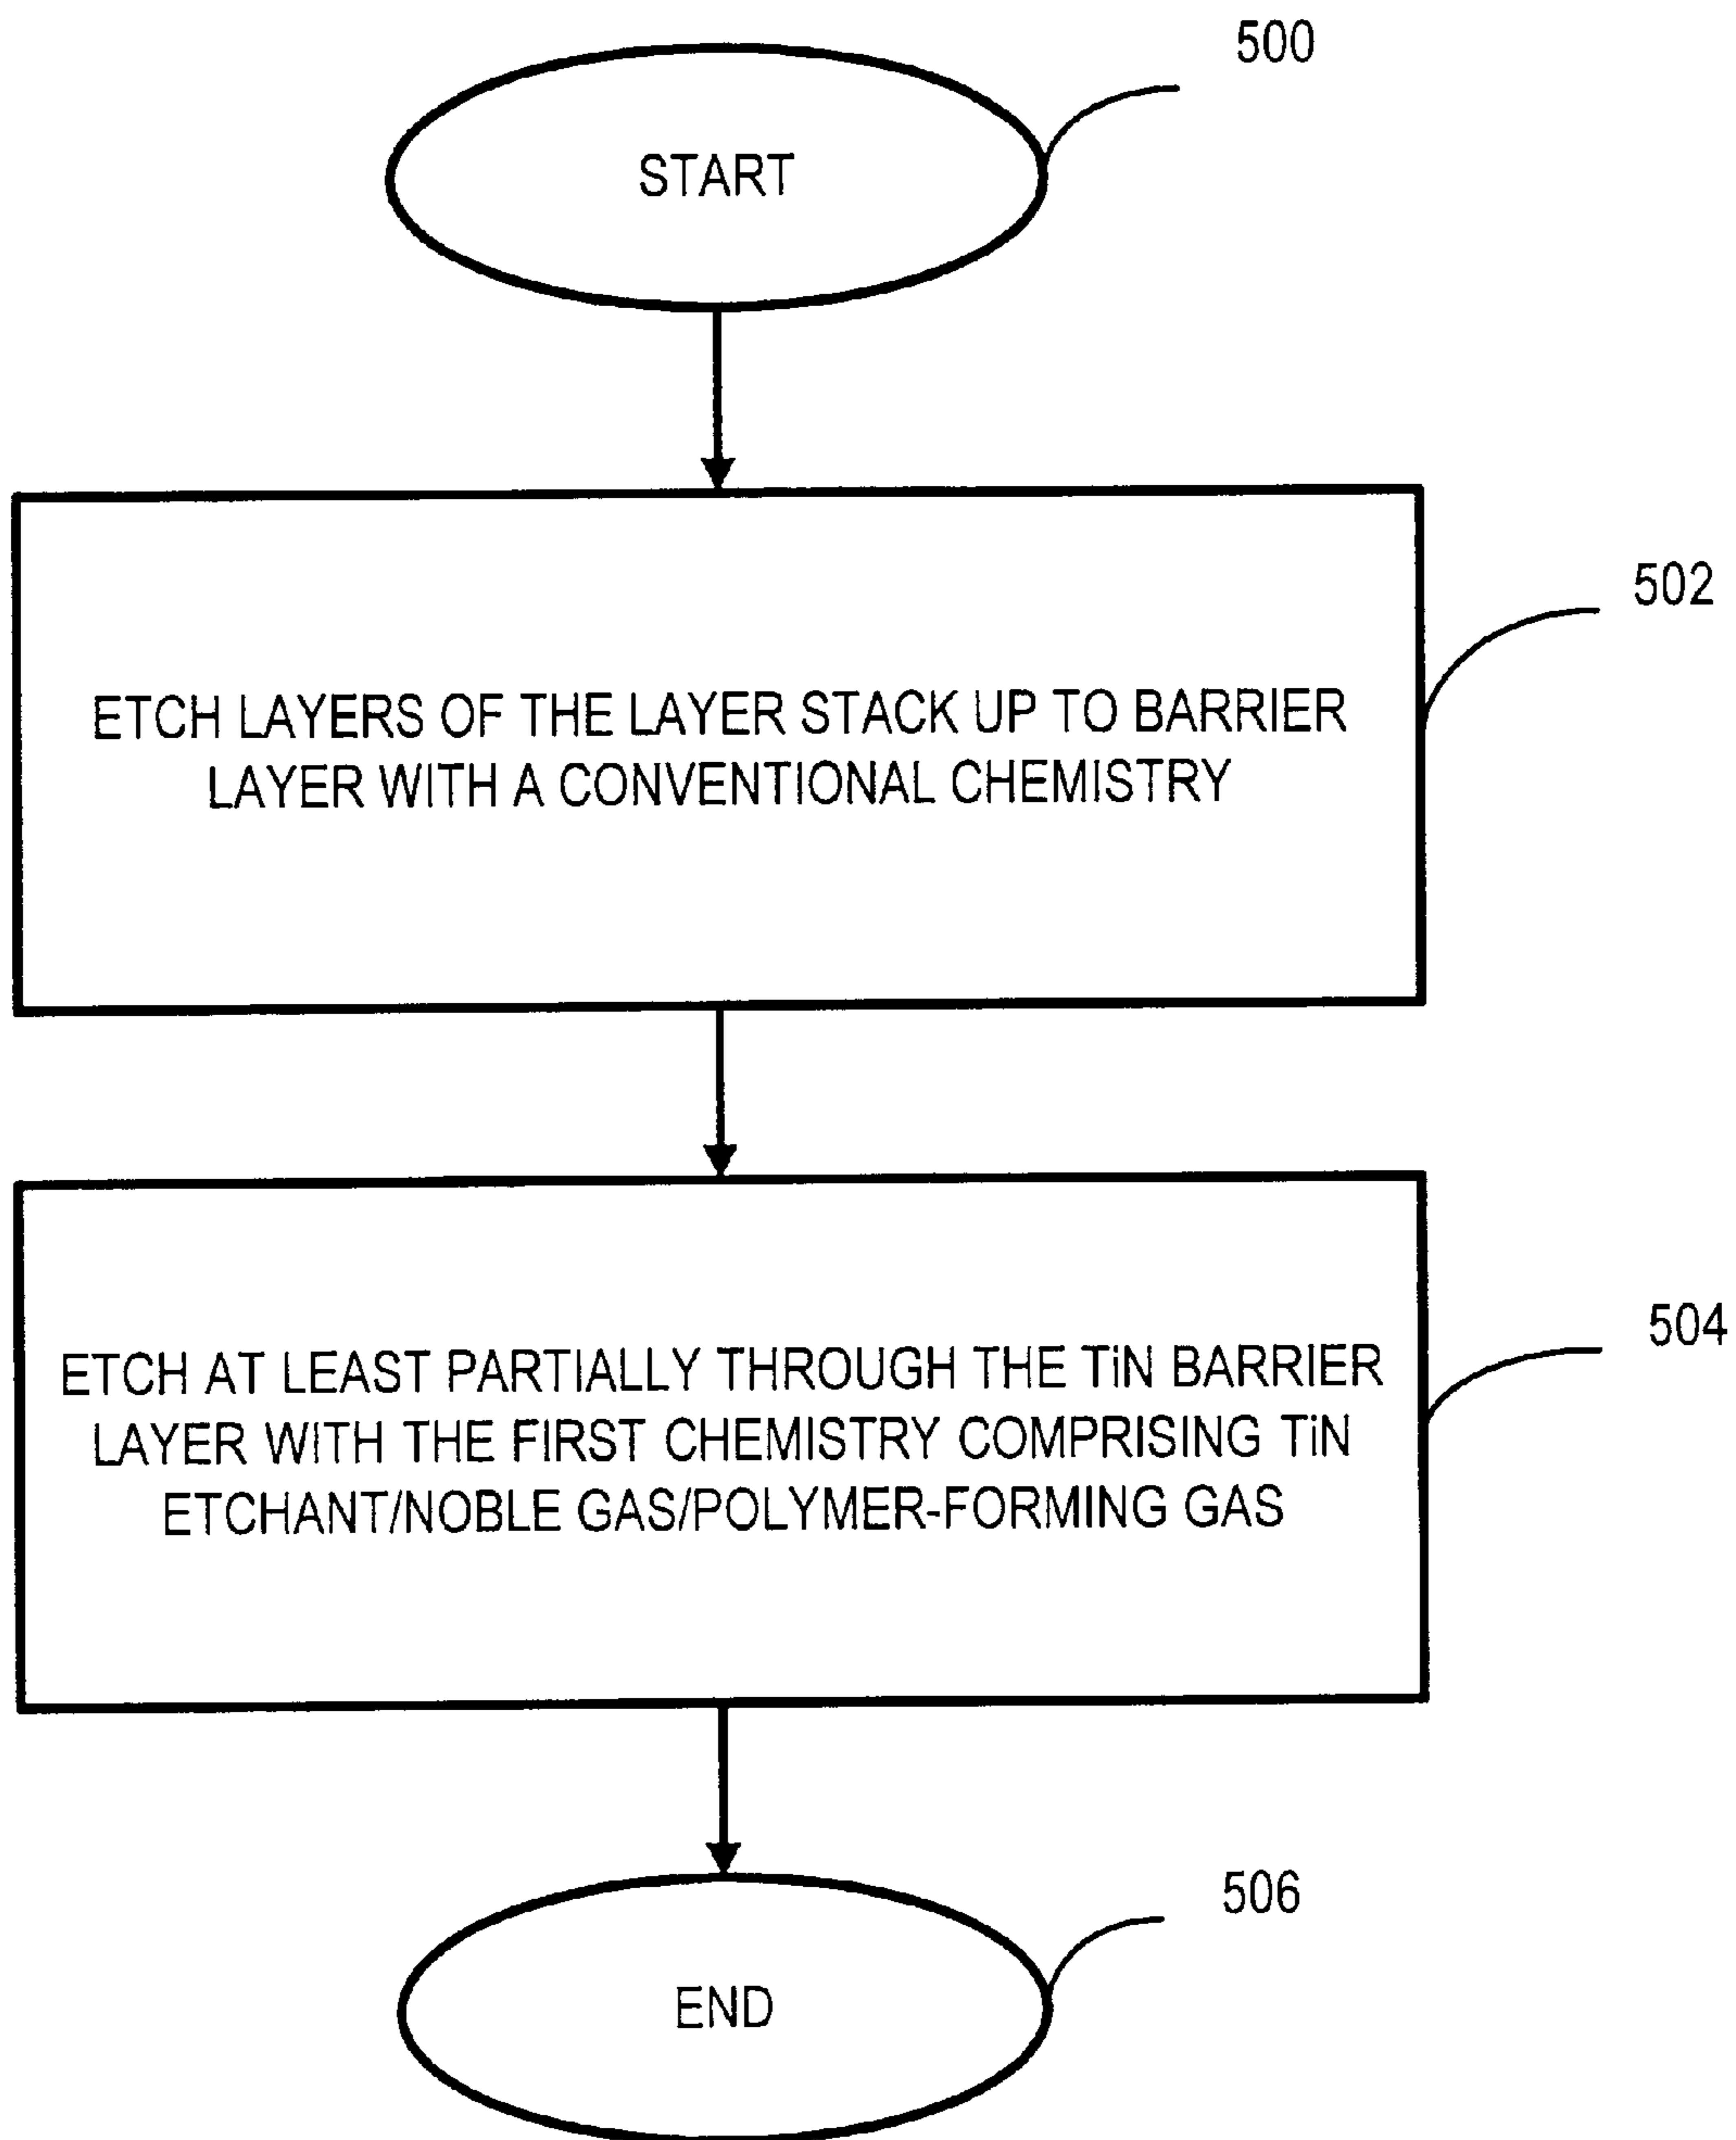 500
START
502
ETCH LAYERS OF THE LAYER STACK UP TO BARRIER
LAYER WITH A CONVENTIONAL CHEMISTRY
504
ETCH AT LEAST PARTIALLY THROUGH THE TiN BARRIER
LAYER WITH THE FIRST CHEMISTRY COMPRISING TiN
ETCHANT/NOBLE GAS/POLYMER-FORMING GAS
506
END